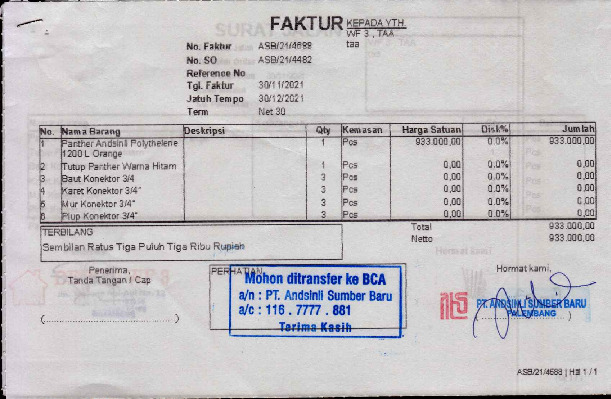 FAKTUR
KEPADA YTH.
WF 3 , TAA
taa
No. Faktur ASB/21/4688
No. SO ASB/21/4482
Reference No
Tgl. Faktur 30/11/2021
Jatuh Tempo 30/12/2021
Term Net 30
No. Nama Barang Deskripsi Qty Kemasan Harga Satuan Disk% Jumlah
1 Panther Andsinli Polythelene 1 Pcs 933.000,00 0.0% 933.000,00
1200 L Orange
2 Tutup Panther Warna Hitam 1 Pcs 0,00 0.0% 0,00
3 Baut Konektor 3/4 3 Pcs 0,00 0.0% 0,00
4 Karet Konektor 3/4" 3 Pcs 0,00 0.0% 0,00
5 Mur Konektor 3/4" 3 Pcs 0,00 0.0% 0,00
6 Plup Konektor 3/4" 3 Pcs 0,00 0.0% 0,00
TERBILANG
Sembilan Ratus Tiga Puluh Tiga Ribu Rupiah
Total 933.000,00
Netto 933.000,00
Penerima,
Tanda Tangan / Cap
(..............................)
PERHATIAN
Mohon ditransfer ke BCA
a/n : PT. Andsinli Sumber Baru
a/c : 116 . 7777 . 881
Terima Kasih
Hormat kami,
PT. ANDSINLI SUMBER BARU
PALEMBANG
ASB/21/4688 | Hal 1 / 1